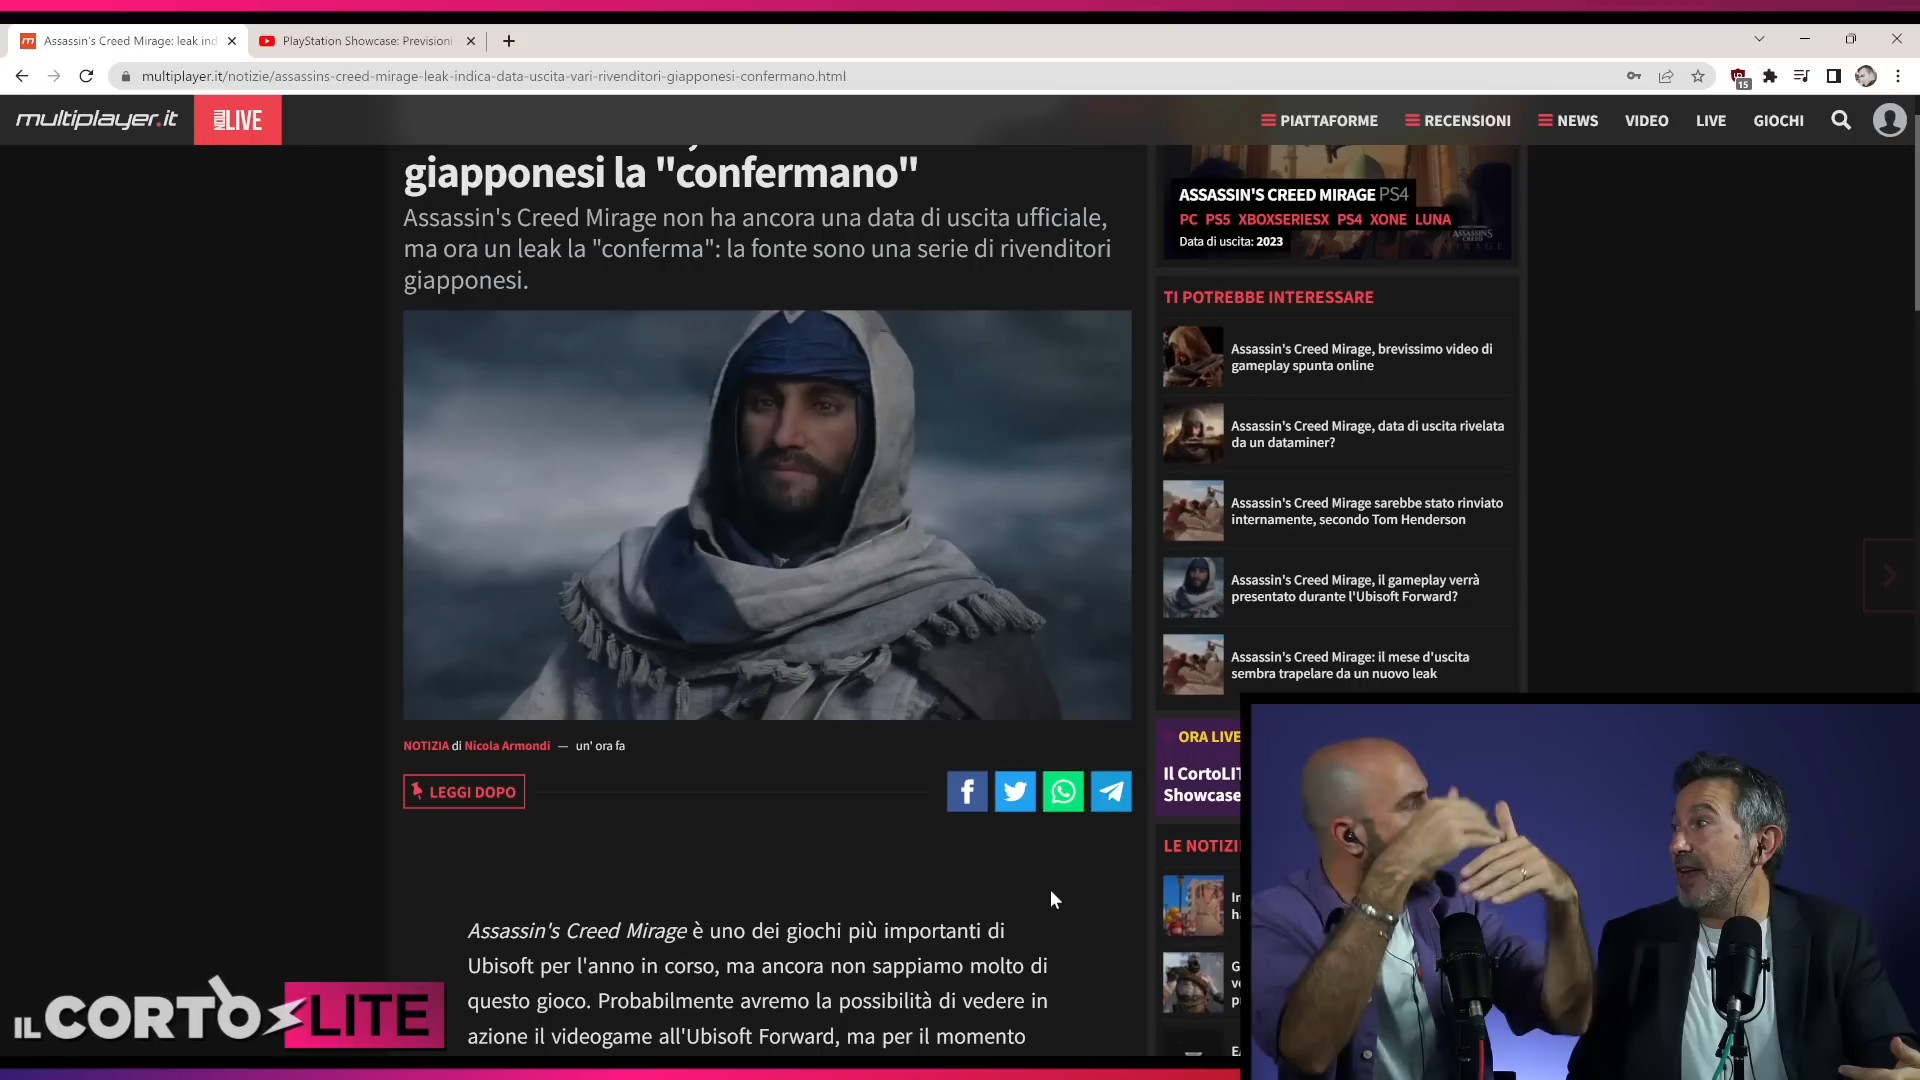 Assassin's Creed Mirage: leak ind
PlayStation Showcase: Previsioni
multiplayer.it/notizie/assassins-creed-mirage-leak-indica-data-uscita-vari-rivenditori-giapponesi-confermano.html
15
multiplayer.it
NOW LIVE
PIATTAFORME
RECENSIONI
NEWS
VIDEO
LIVE
GIOCHI
giapponesi la "confermano"
Assassin's Creed Mirage non ha ancora una data di uscita ufficiale,
ma ora un leak la "conferma": la fonte sono una serie di rivenditori
giapponesi.
NOTIZIA di Nicola Armondi — un' ora fa
LEGGI DOPO
Assassin's Creed Mirage è uno dei giochi più importanti di
Ubisoft per l'anno in corso, ma ancora non sappiamo molto di
questo gioco. Probabilmente avremo la possibilità di vedere in
azione il videogame all'Ubisoft Forward, ma per il momento
ASSASSIN'S CREED MIRAGE PS4
PC PS5 XBOXSERIESX PS4 XONE LUNA
Data di uscita: 2023
TI POTREBBE INTERESSARE
Assassin's Creed Mirage, brevissimo video di
gameplay spunta online
Assassin's Creed Mirage, data di uscita rivelata
da un dataminer?
Assassin's Creed Mirage sarebbe stato rinviato
internamente, secondo Tom Henderson
Assassin's Creed Mirage, il gameplay verrà
presentato durante l'Ubisoft Forward?
Assassin's Creed Mirage: il mese d'uscita
sembra trapelare da un nuovo leak
ORA LIVE
Il CortoLIT
Showcase
LE NOTIZI
IL CORTO LITE